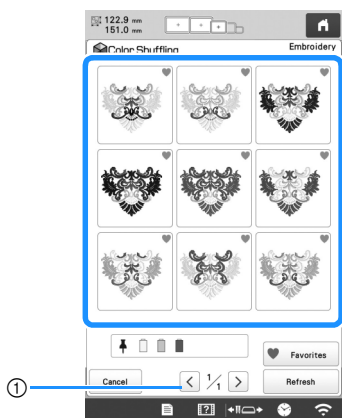 122.9 mm
151.0 mm
Color Shuffling
Embroidery
Favorites
①
Cancel
< 1/1 >
Refresh